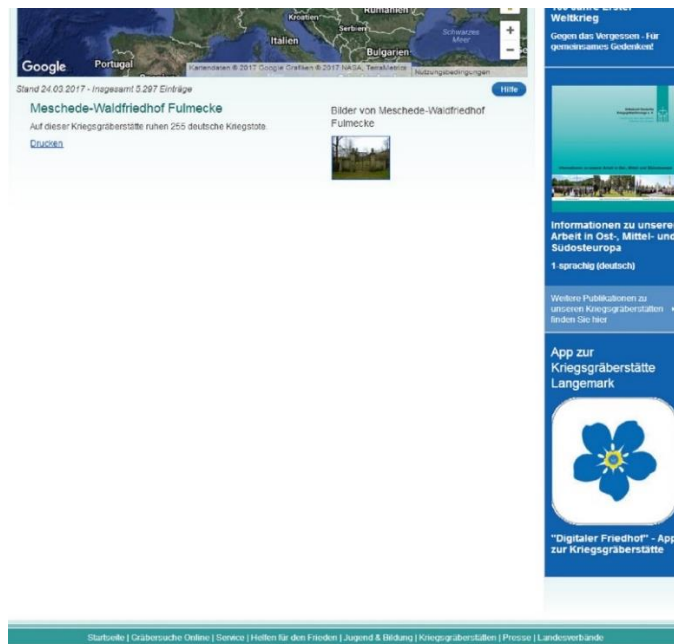 Rumänien
Kroatien
Serbien
Italien
Schwarzes
Meer
Bulgarien
Portugal
+
−
Google
Kartendaten © 2017 Google Grafiken © 2017 NASA, TerraMetrics
Nutzungsbedingungen
Stand 24.03.2017 - Insgesamt 5.297 Einträge
Hilfe
Meschede-Waldfriedhof Fulmecke
Auf dieser Kriegsgräberstätte ruhen 255 deutsche Kriegstote.
Drucken
Bilder von Meschede-Waldfriedhof
Fulmecke
100 Jahre Erster
Weltkrieg
Gegen das Vergessen - Für
gemeinsames Gedenken!
Informationen zu unserer
Arbeit in Ost-, Mittel- und
Südosteuropa
1-sprachig (deutsch)
Weitere Publikationen zu
unseren Kriegsgräberstätten
finden Sie hier
App zur
Kriegsgräberstätte
Langemark
"Digitaler Friedhof" - App
zur Kriegsgräberstätte
Startseite | Gräbersuche Online | Service | Helfen für den Frieden | Jugend & Bildung | Kriegsgräberstätten | Presse | Landesverbände